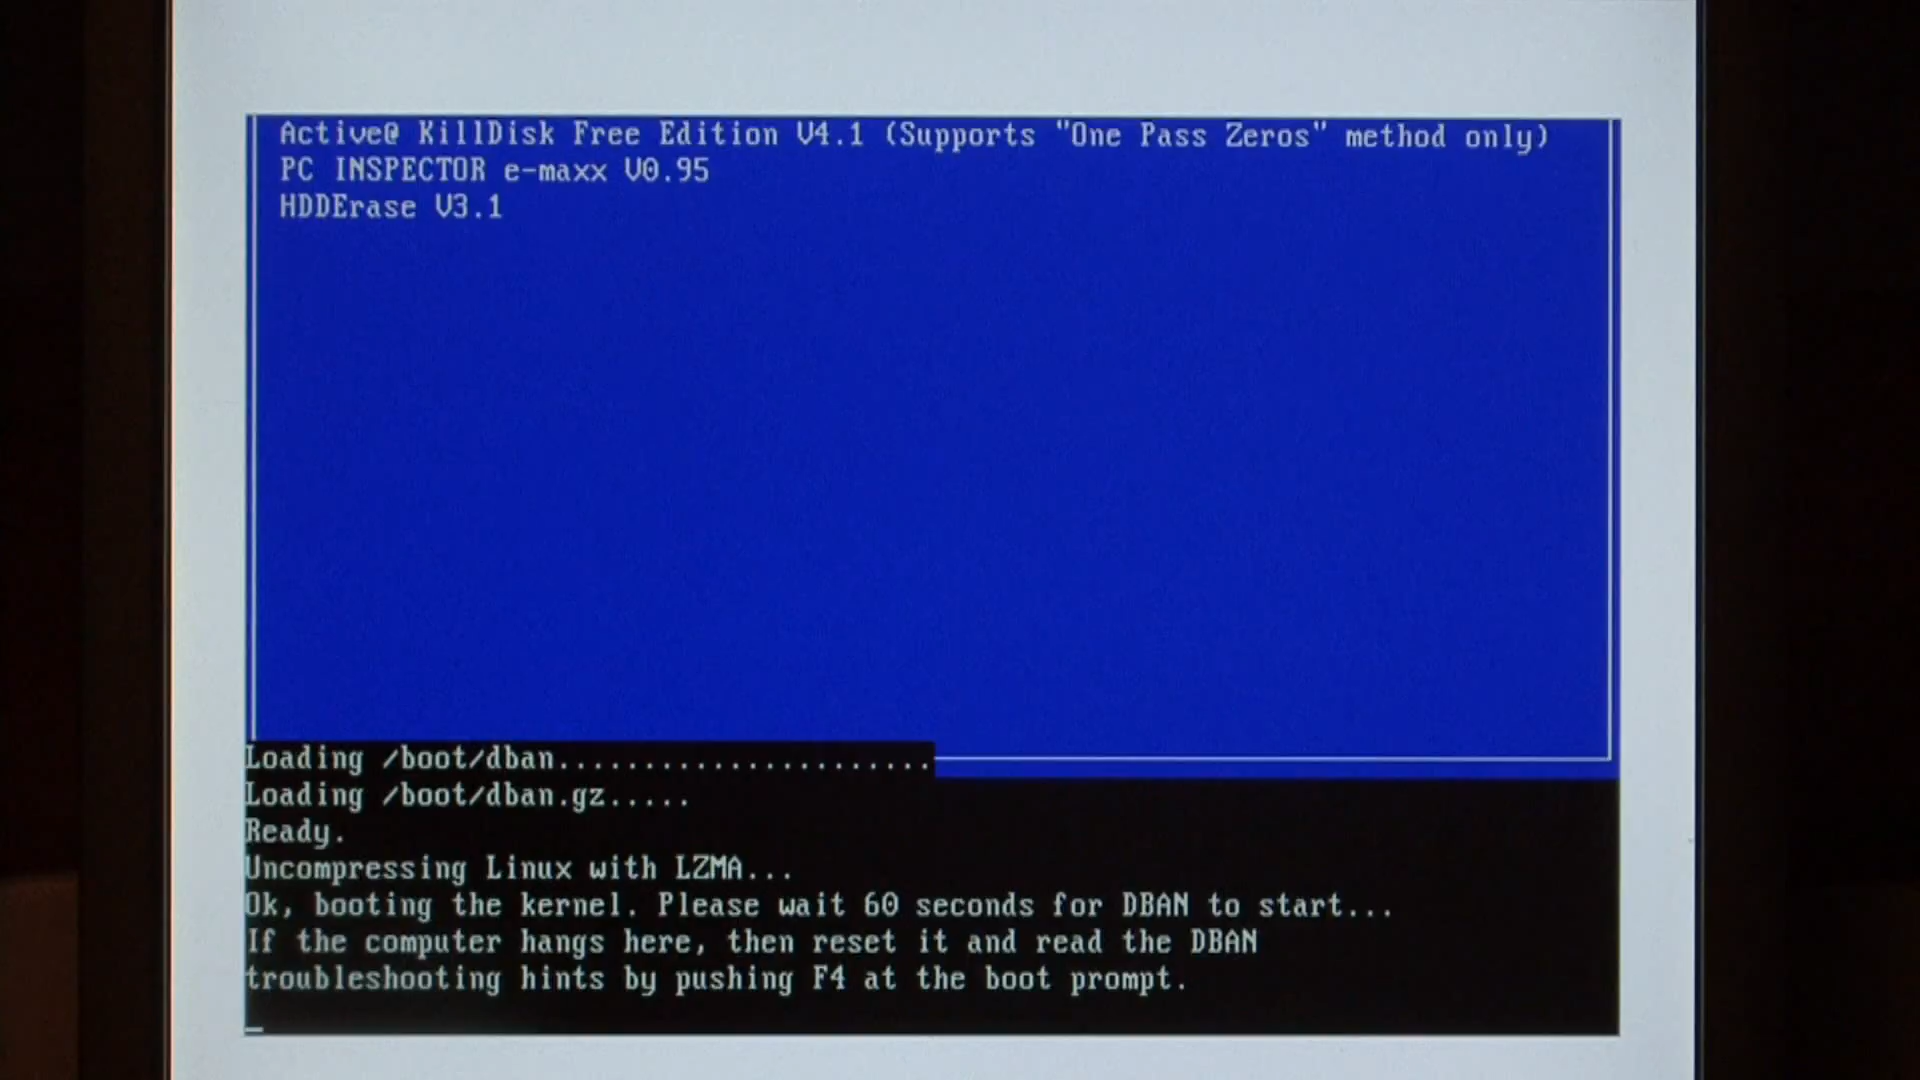 Active@ KillDisk Free Edition V4.1 (Supports "One Pass Zeros" method only)
PC INSPECTOR e-maxx V0.95
HDDErase V3.1
Loading /boot/dban......................
Loading /boot/dban.gz.....
Ready.
Uncompressing Linux with LZMA...
Ok, booting the kernel. Please wait 60 seconds for DBAN to start...
If the computer hangs here, then reset it and read the DBAN
troubleshooting hints by pushing F4 at the boot prompt.